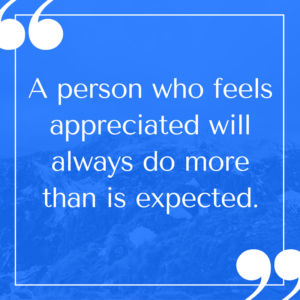 A person who feels
appreciated will
always do more
than is expected.